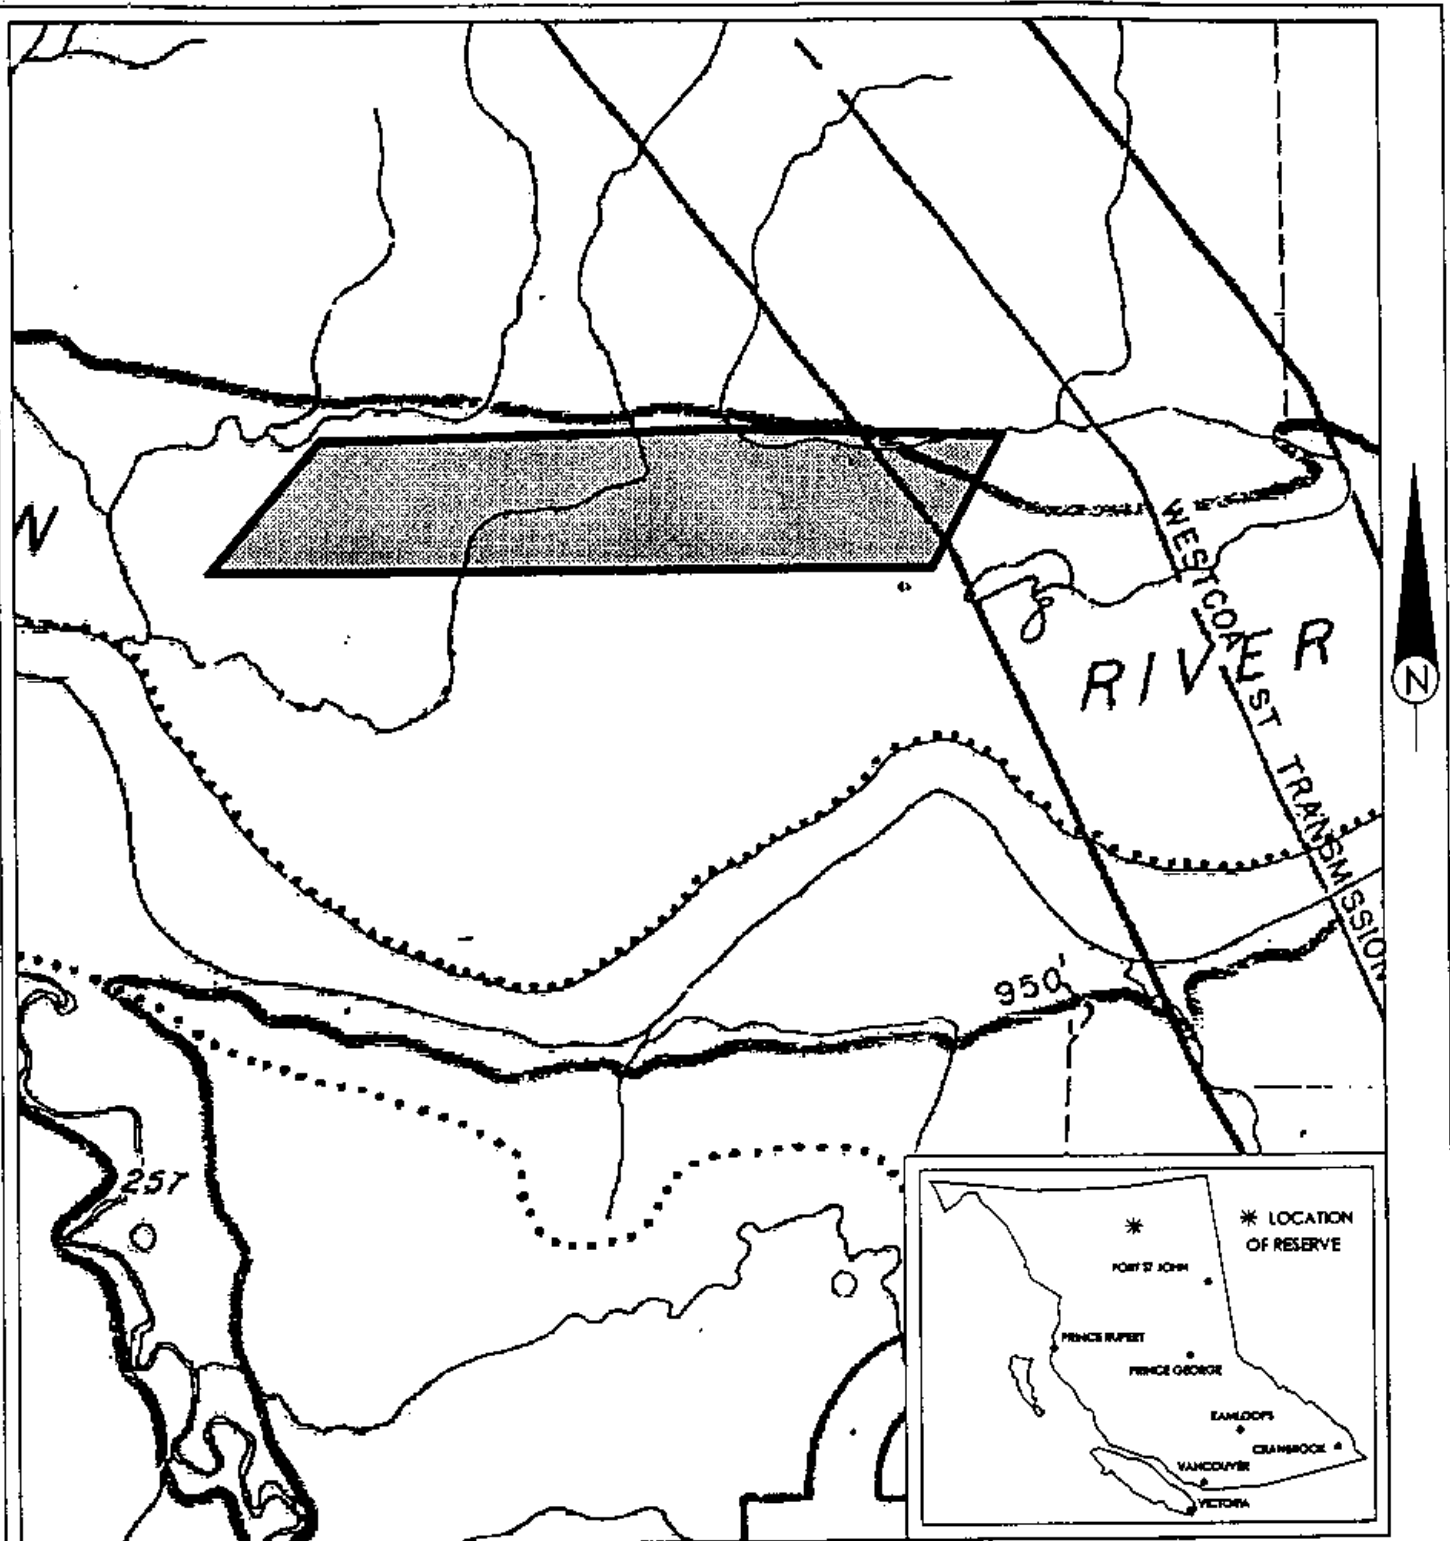 N
WESTCOAST TRANSMISSION
RIVER
N
950'
257
* LOCATION
OF RESERVE
FORT ST JOHN
PRINCE RUPERT
PRINCE GEORGE
KAMLOOPS
CRANBROOK
VANCOUVER
VICTORIA